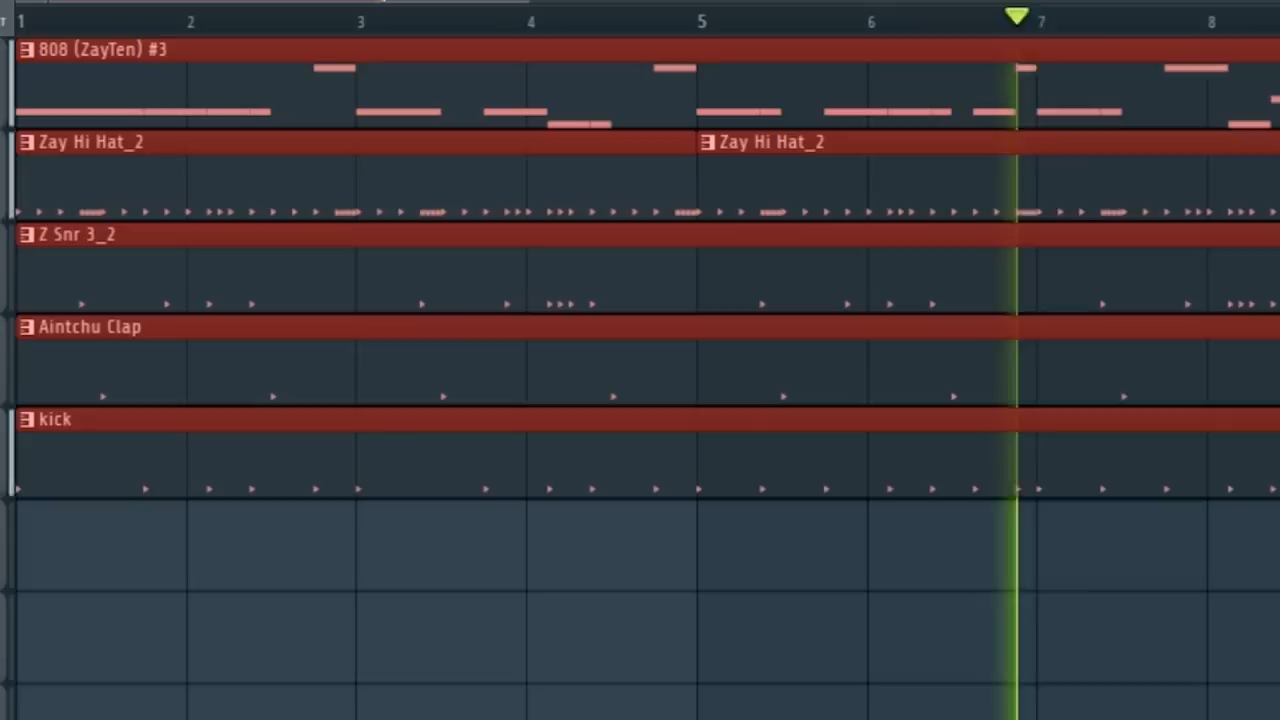 T 1 2 3 4 5 6 7 8
808 (ZayTen) #3
Zay Hi Hat_2 Zay Hi Hat_2
Z Snr 3_2
Aintchu Clap
kick